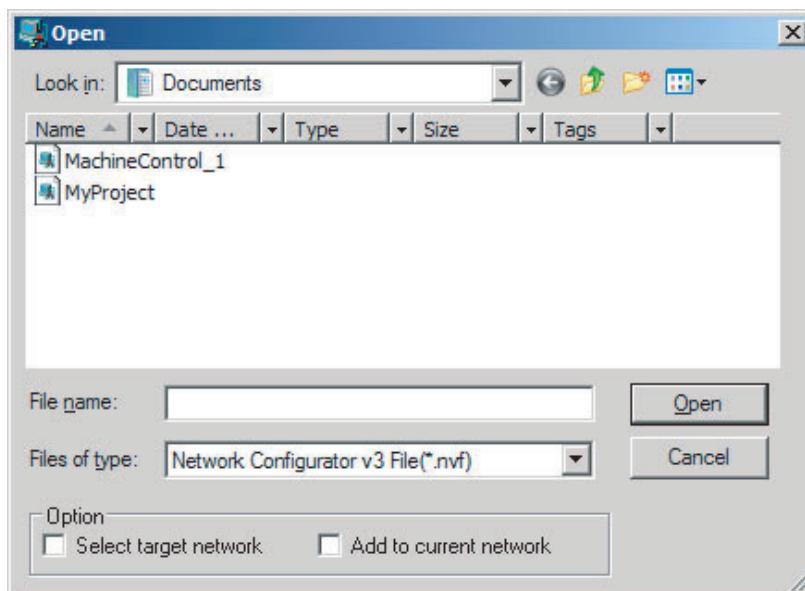 Open
Look in: Documents
Name Date ... Type Size Tags
MachineControl_1
MyProject
File name: Open
Files of type: Network Configurator v3 File(*.nvf) Cancel
Option
Select target network Add to current network